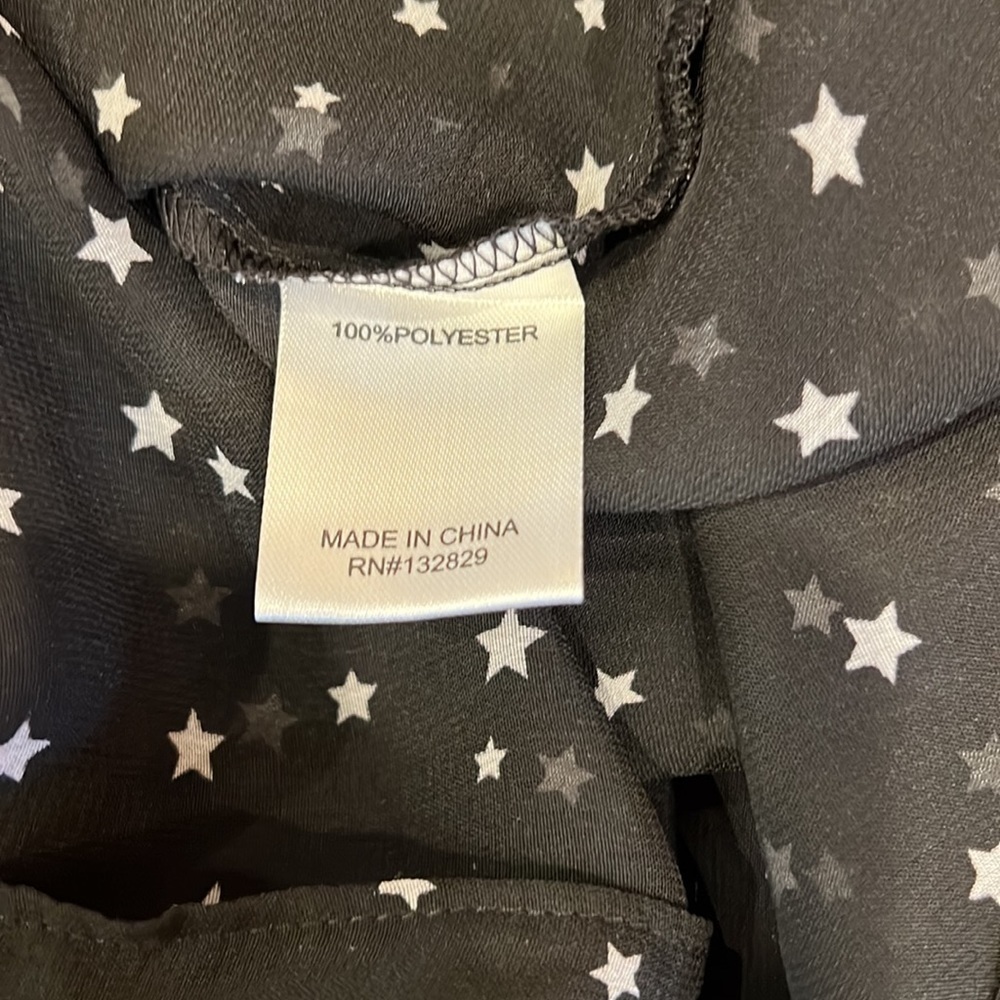 100%POLYESTER
MADE IN CHINA
RN#132829